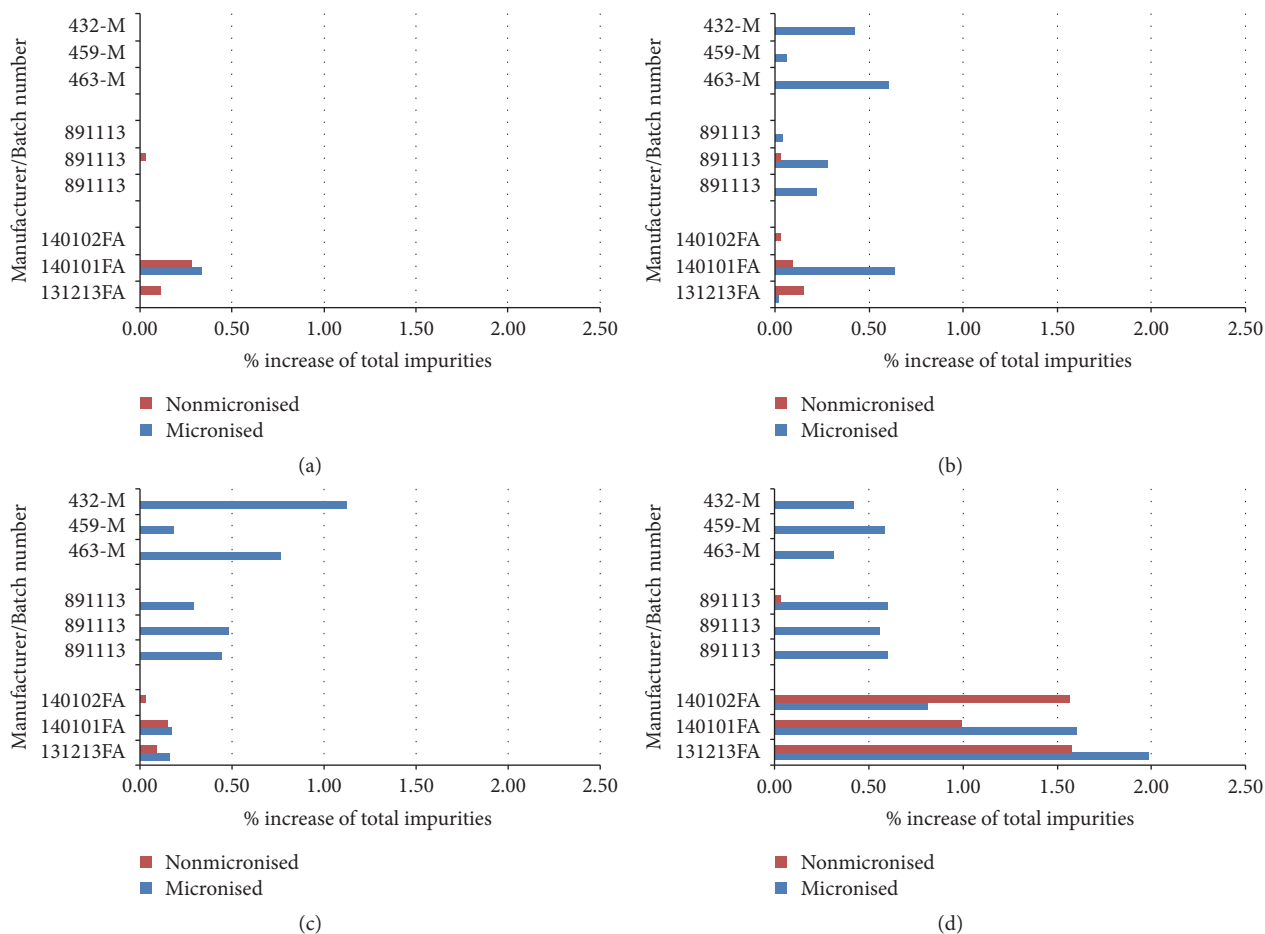 Manufacturer/Batch number
432-M
459-M
463-M
891113
891113
891113
140102FA
140101FA
131213FA
0.00 0.50 1.00 1.50 2.00 2.50
% increase of total impurities
Nonmicronised
Micronised
(a)
Manufacturer/Batch number
432-M
459-M
463-M
891113
891113
891113
140102FA
140101FA
131213FA
0.00 0.50 1.00 1.50 2.00 2.50
% increase of total impurities
Nonmicronised
Micronised
(b)
Manufacturer/Batch number
432-M
459-M
463-M
891113
891113
891113
140102FA
140101FA
131213FA
0.00 0.50 1.00 1.50 2.00 2.50
% increase of total impurities
Nonmicronised
Micronised
(c)
Manufacturer/Batch number
432-M
459-M
463-M
891113
891113
891113
140102FA
140101FA
131213FA
0.00 0.50 1.00 1.50 2.00 2.50
% increase of total impurities
Nonmicronised
Micronised
(d)